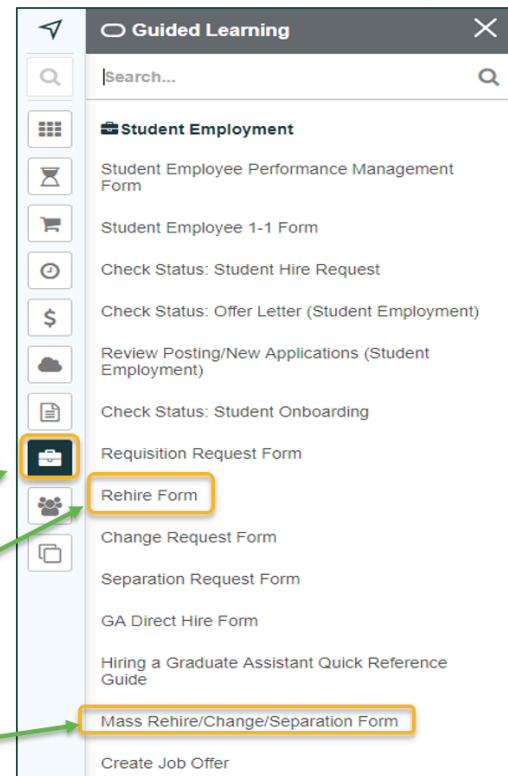 Guided Learning
Search...
Student Employment
Student Employee Performance Management
Form
Student Employee 1-1 Form
Check Status: Student Hire Request
Check Status: Offer Letter (Student Employment)
Review Posting/New Applications (Student
Employment)
Check Status: Student Onboarding
Requisition Request Form
Rehire Form
Change Request Form
Separation Request Form
GA Direct Hire Form
Hiring a Graduate Assistant Quick Reference
Guide
Mass Rehire/Change/Separation Form
Create Job Offer